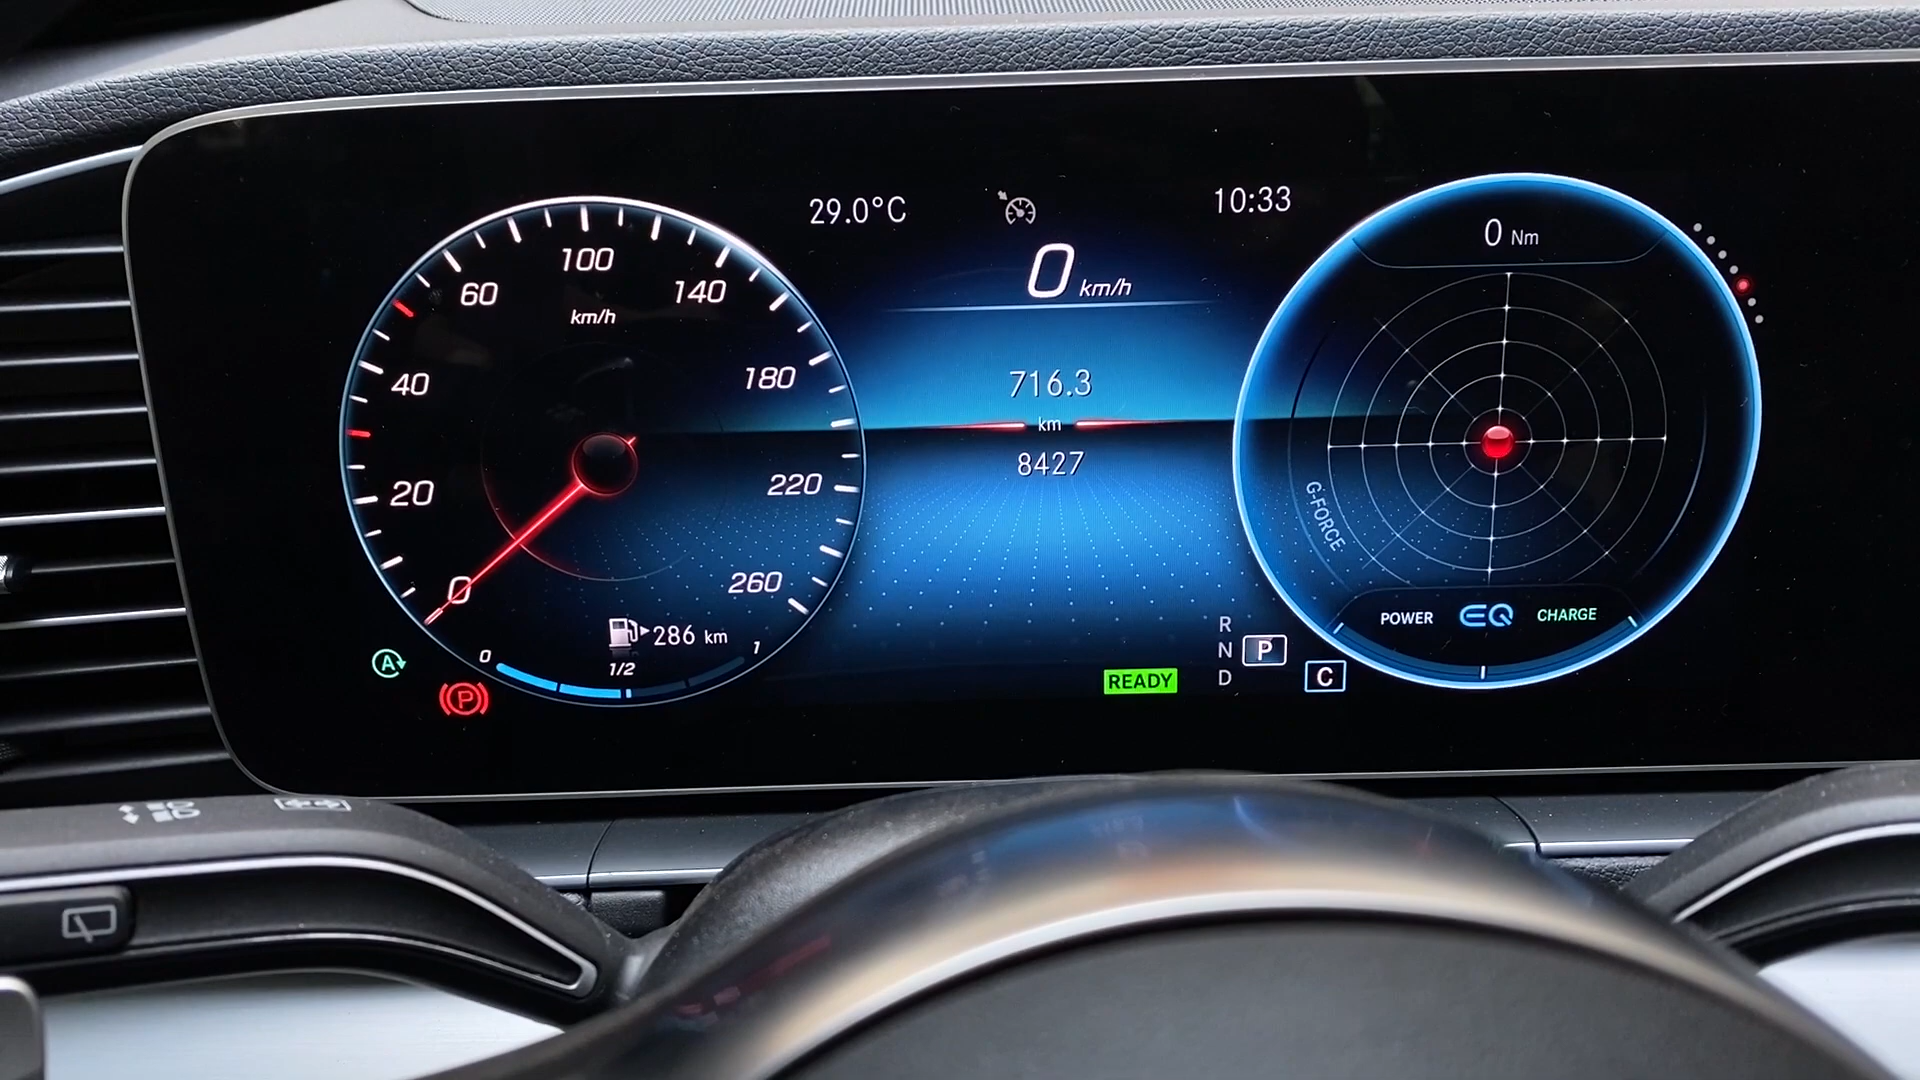 29.0°C
10:33
0 km/h
716.3
km
8427
100
60
140
km/h
40
180
20
220
0
260
286 km
0
1/2
1
A
P
READY
R
N
D
P
C
0 Nm
G-FORCE
POWER EQ CHARGE